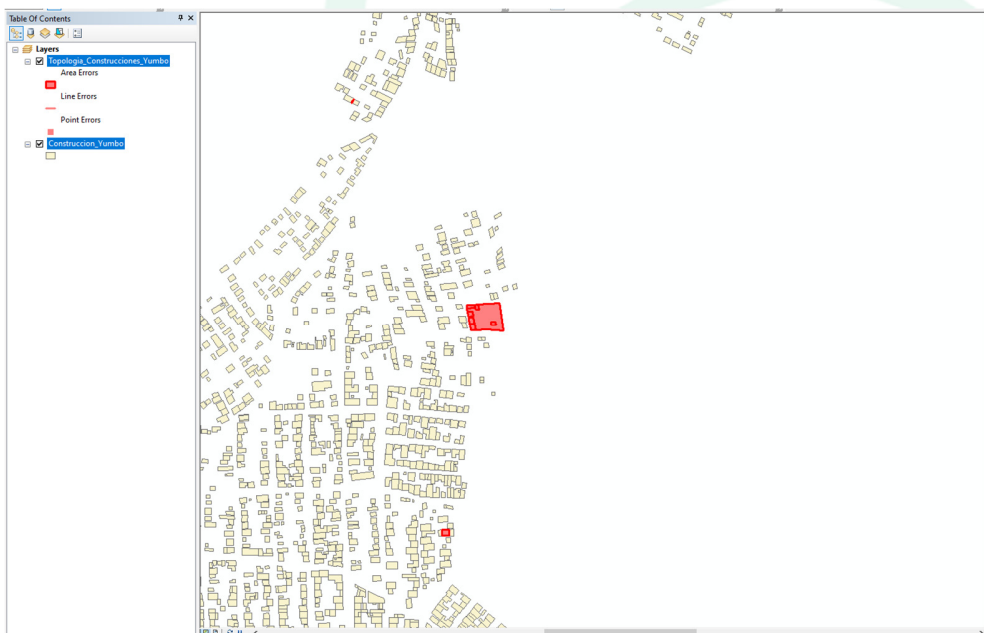 Table Of Contents
Layers
Topologia_Construcciones_Yumbo
Area Errors
Line Errors
Point Errors
Construccion_Yumbo